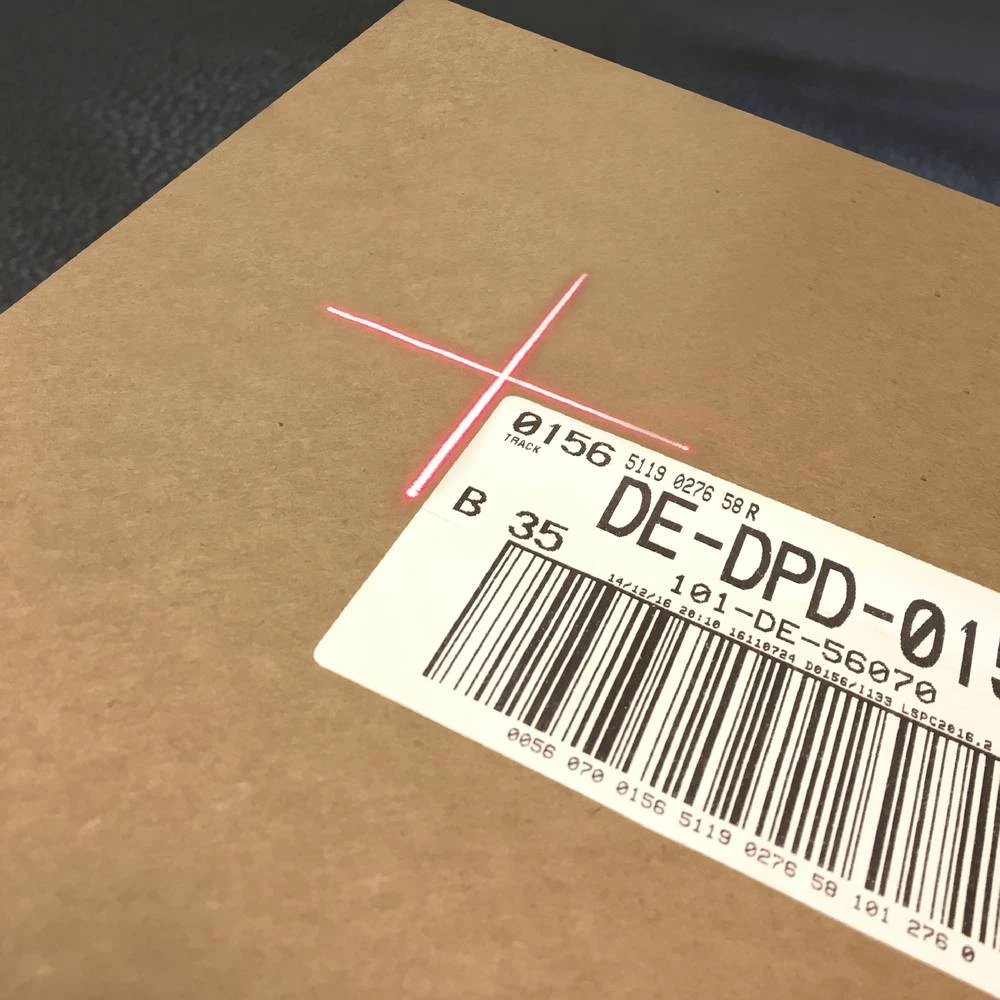 0156 5119 0276 58 R
TRACK
DE-DPD-015
B 35
101-DE-56070
14/12/16 20:10 16110724 D0156/1133 LSPC2016.2
0056 070 0156 5119 0276 58 101 276 0